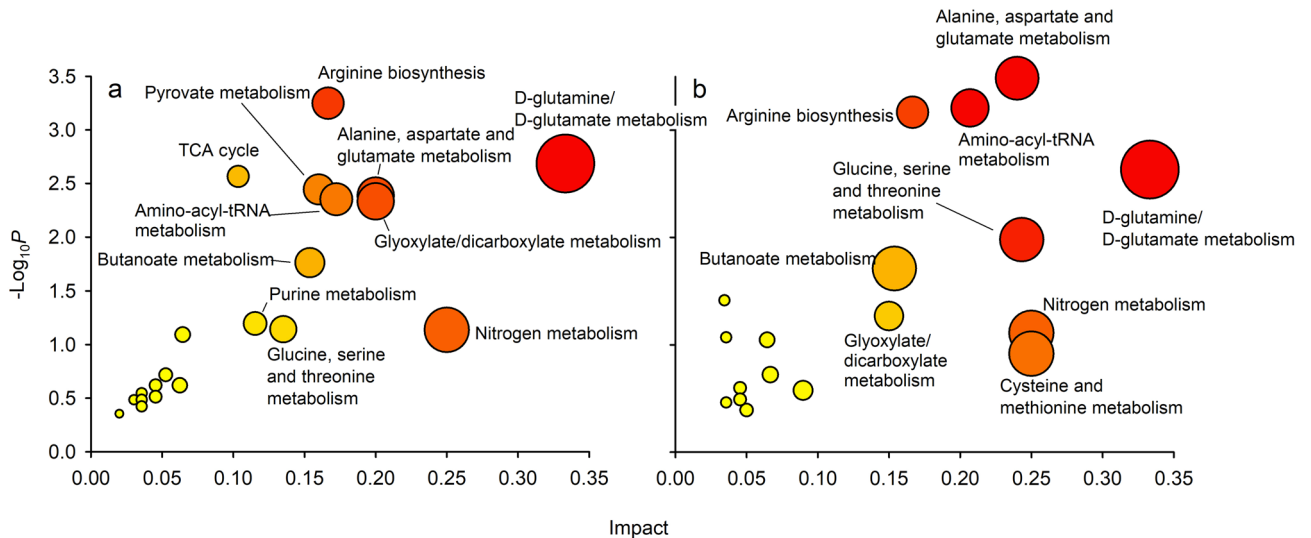 a
Arginine biosynthesis
Pyrovate metabolism
D-glutamine/
D-glutamate metabolism
Alanine, aspartate and
glutamate metabolism
TCA cycle
Amino-acyl-tRNA
metabolism
Glyoxylate/dicarboxylate metabolism
Butanoate metabolism
Purine metabolism
Nitrogen metabolism
Glucine, serine
and threonine
metabolism
-Log10P
3.5
3.0
2.5
2.0
1.5
1.0
0.5
0.0
0.00 0.05 0.10 0.15 0.20 0.25 0.30 0.35
b
Alanine, aspartate and
glutamate metabolism
Arginine biosynthesis
Amino-acyl-tRNA
metabolism
Glucine, serine
and threonine
metabolism
D-glutamine/
D-glutamate metabolism
Butanoate metabolism
Nitrogen metabolism
Glyoxylate/
dicarboxylate
metabolism
Cysteine and
methionine metabolism
0.00 0.05 0.10 0.15 0.20 0.25 0.30 0.35
Impact